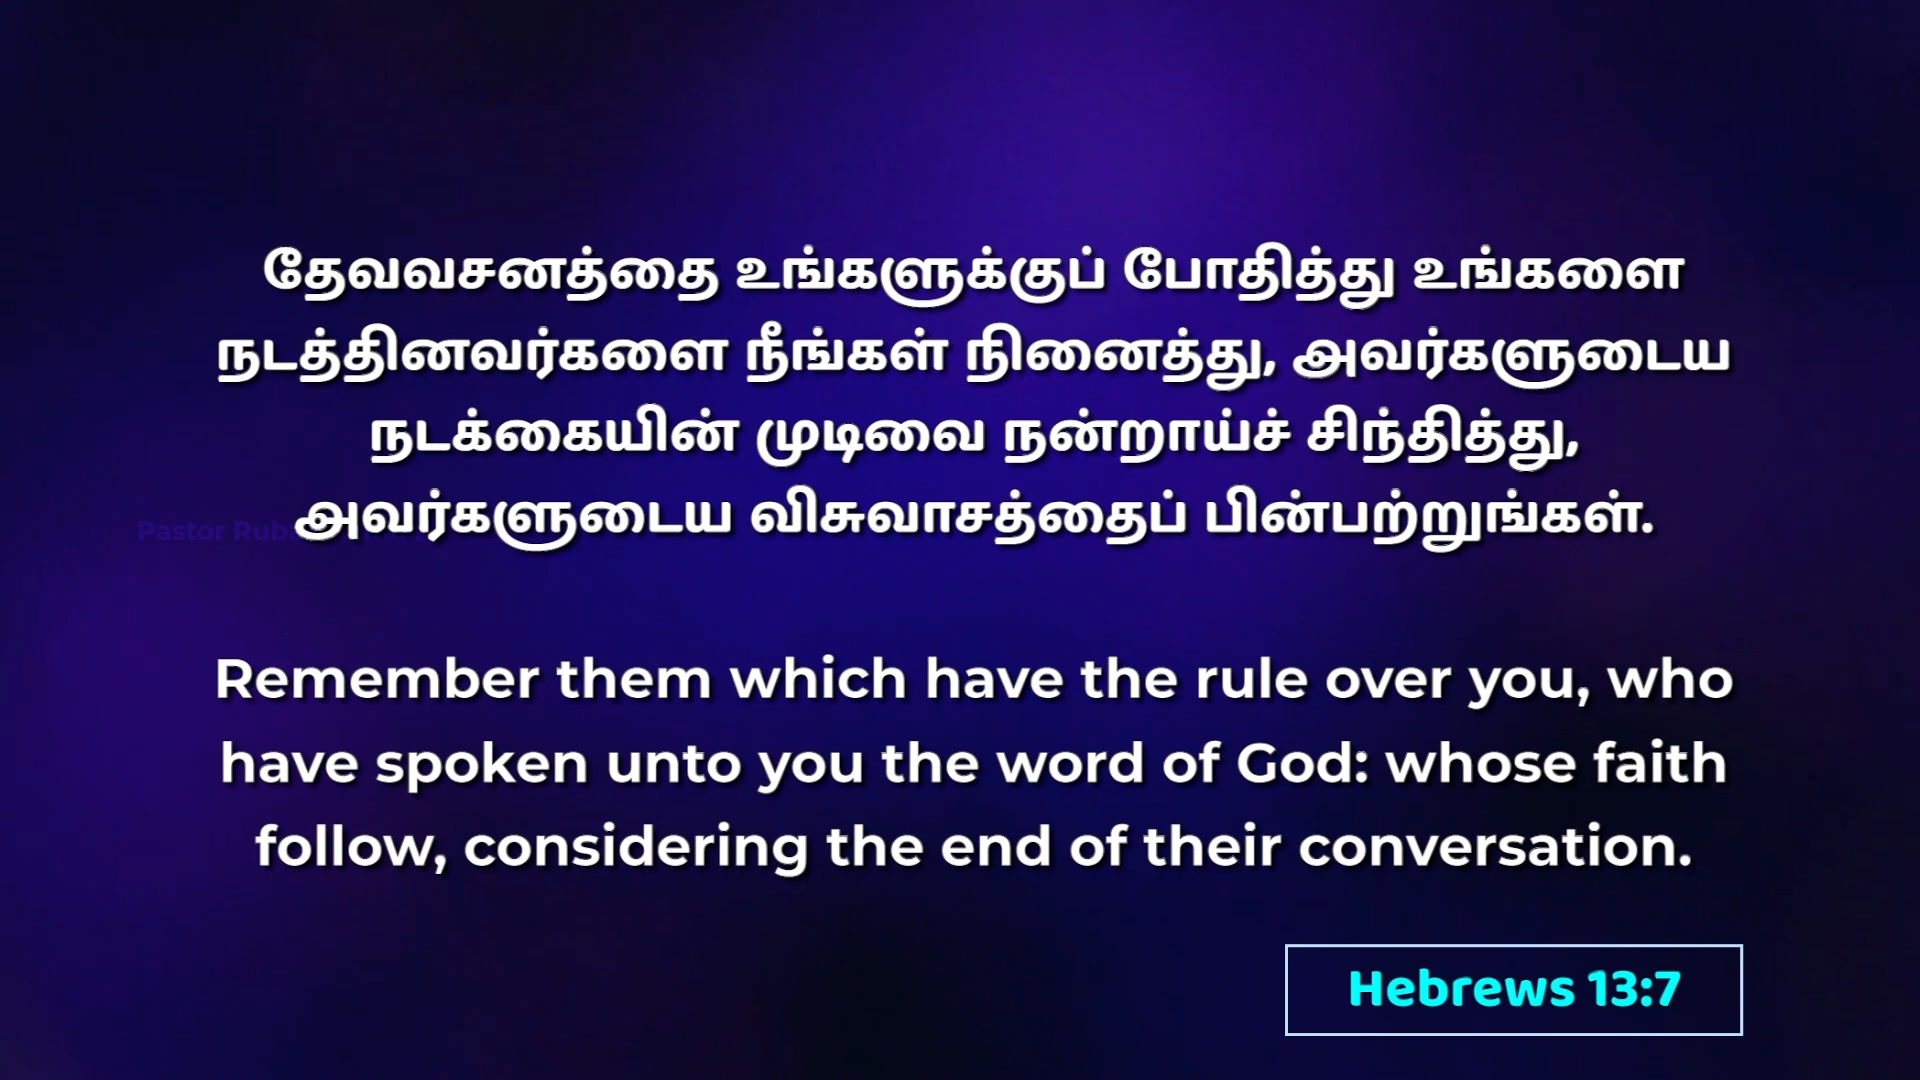 தேவவசனத்தை உங்களுக்குப் போதித்து உங்களை
நடத்தினவர்களை நீங்கள் நினைத்து, அவர்களுடைய
நடக்கையின் முடிவை நன்றாய்ச் சிந்தித்து,
அவர்களுடைய விசுவாசத்தைப் பின்பற்றுங்கள்.
Pastor
Remember them which have the rule over you, who
have spoken unto you the word of God: whose faith
follow, considering the end of their conversation.
Hebrews 13:7